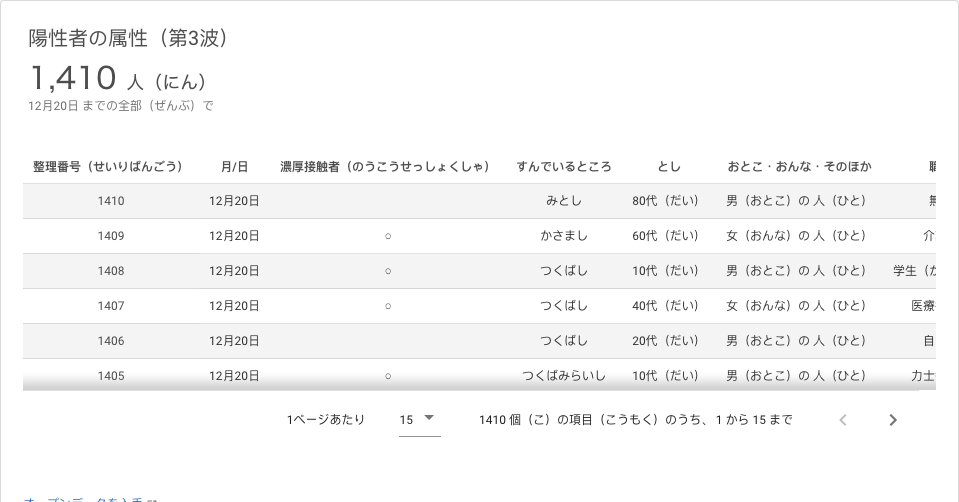 陽性者の属性（第3波）
1,410 人（にん）
12月20日 までの全部（ぜんぶ）で
整理番号（せいりばんごう） 月/日 濃厚接触者（のうこうせっしょくしゃ） すんでいるところ とし おとこ・おんな・そのほか
1410 12月20日 みとし 80代（だい） 男（おとこ）の 人（ひと） 無
1409 12月20日 ○ かさまし 60代（だい） 女（おんな）の 人（ひと） 介
1408 12月20日 ○ つくばし 10代（だい） 男（おとこ）の 人（ひと） 学生（が
1407 12月20日 ○ つくばし 40代（だい） 女（おんな）の 人（ひと） 医療
1406 12月20日 つくばし 20代（だい） 男（おとこ）の 人（ひと） 自
1405 12月20日 ○ つくばみらいし 10代（だい） 男（おとこ）の 人（ひと） 力士
1ページあたり 15 1410 個（こ）の項目（こうもく）のうち、1 から 15 まで